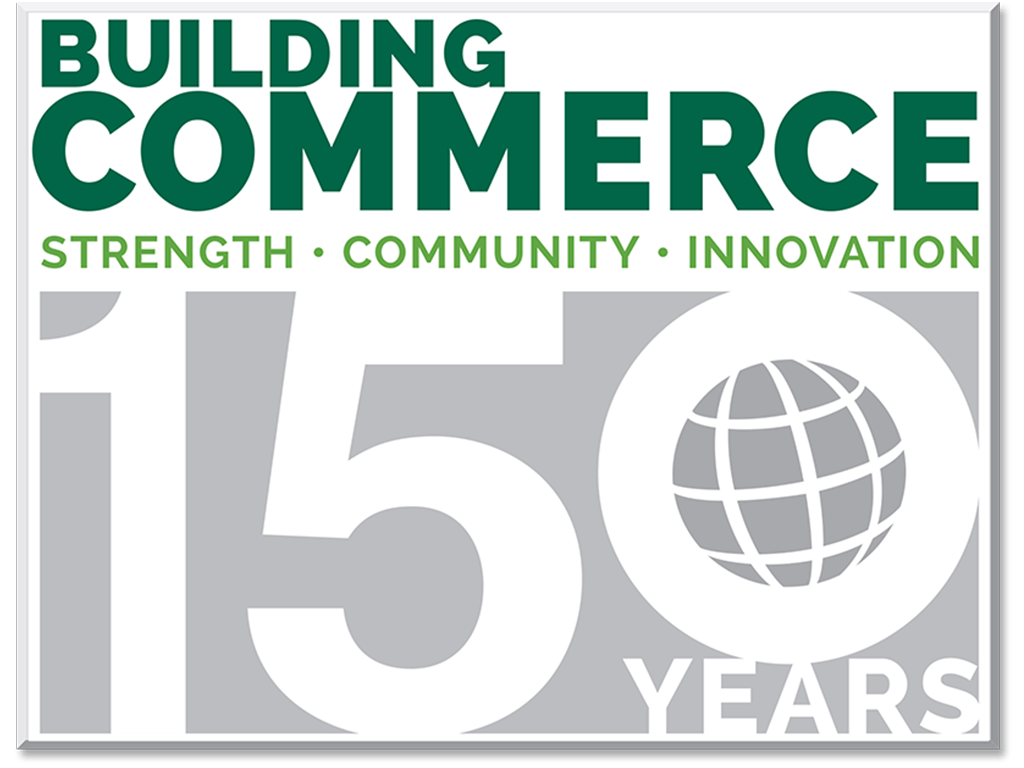 BUILDING
COMMERCE
STRENGTH • COMMUNITY • INNOVATION
150
YEARS